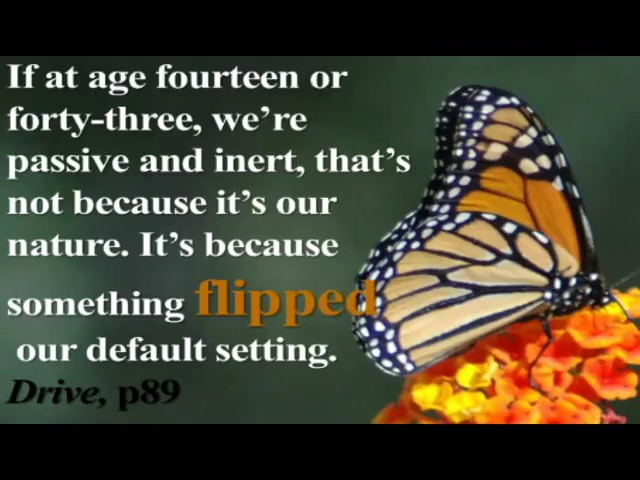 If at age fourteen or
forty-three, we’re
passive and inert, that’s
not because it’s our
nature. It’s because
something flipped
our default setting.
Drive, p89